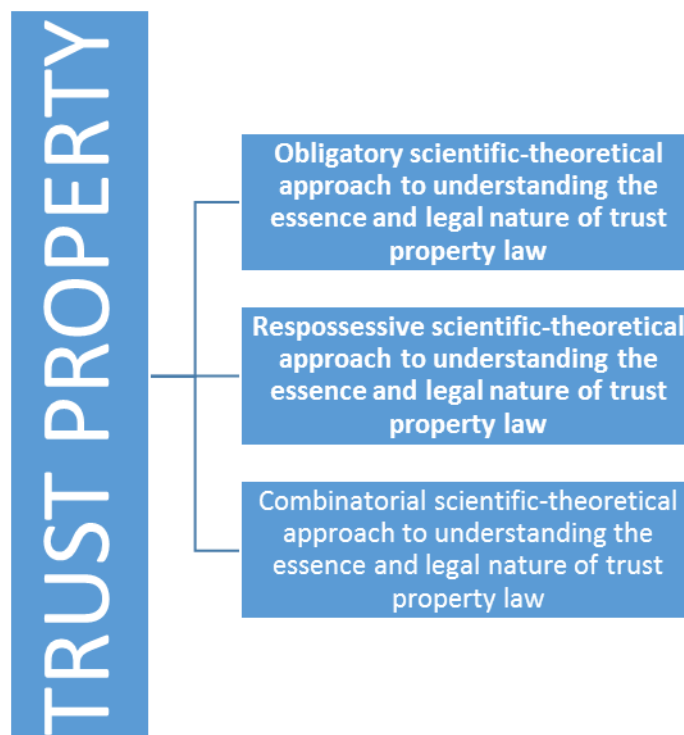 TRUST PROPERTY
Obligatory scientific-theoretical
approach to understanding the
essence and legal nature of trust
property law
Respossessive scientific-theoretical
approach to understanding the
essence and legal nature of trust
property law
Combinatorial scientific-theoretical
approach to understanding the
essence and legal nature of trust
property law